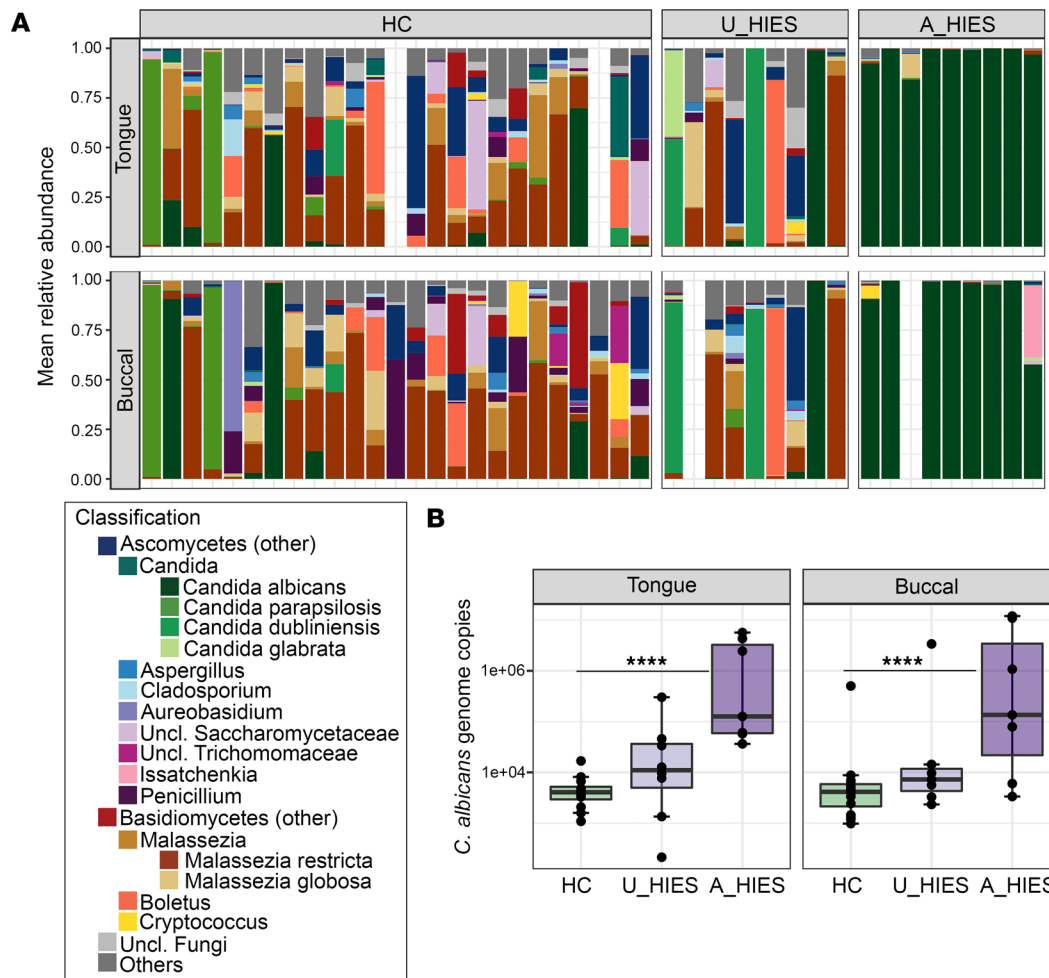 A
HC
U_HIES
A_HIES
Mean relative abundance
Tongue
1.00
0.75
0.50
0.25
0.00
Buccal
1.00
0.75
0.50
0.25
0.00
Classification
Ascomycetes (other)
Candida
Candida albicans
Candida parapsilosis
Candida dubliniensis
Candida glabrata
Aspergillus
Cladosporium
Aureobasidium
Uncl. Saccharomycetaceae
Uncl. Trichomomaceae
Issatchenkia
Penicillium
Basidiomycetes (other)
Malassezia
Malassezia restricta
Malassezia globosa
Boletus
Cryptococcus
Uncl. Fungi
Others
B
C. albicans genome copies
Tongue
Buccal
1e+06
1e+04
****
****
HC
U_HIES
A_HIES
HC
U_HIES
A_HIES